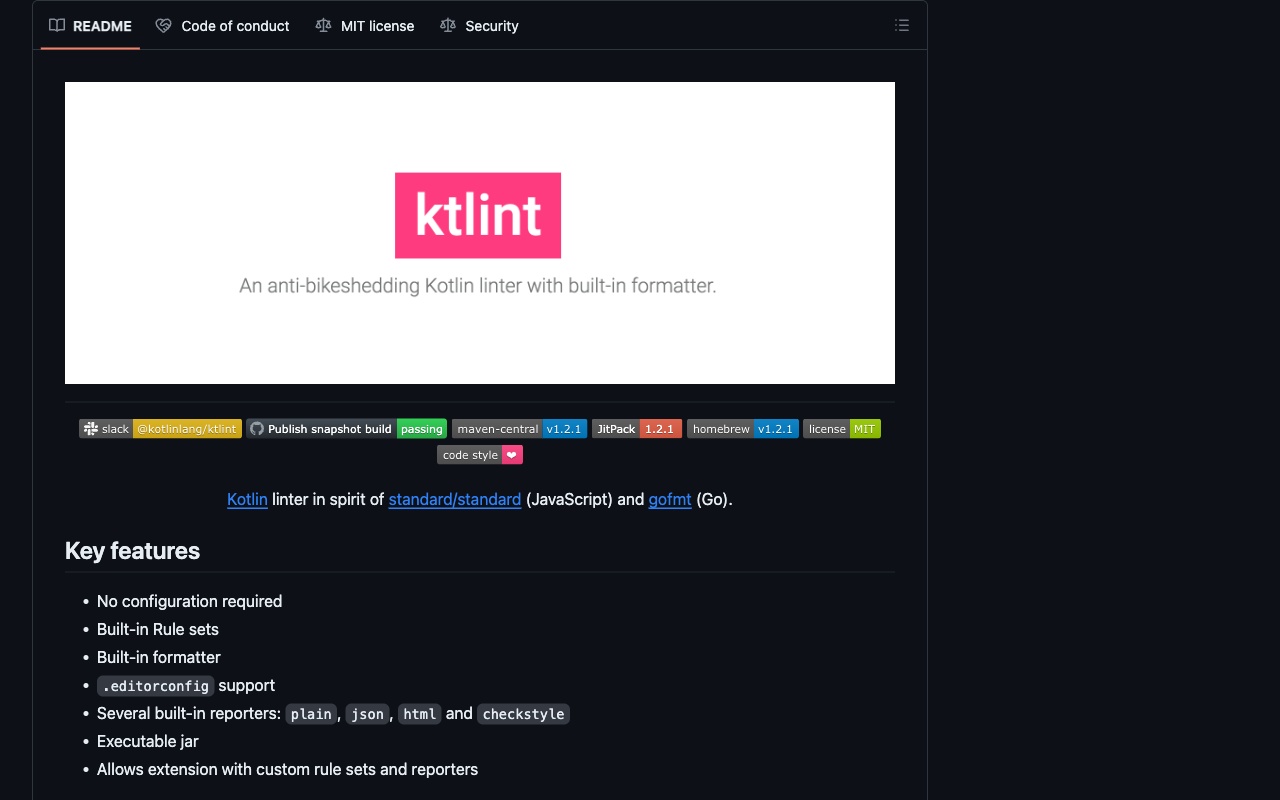 README Code of conduct MIT license Security
ktlint
An anti-bikeshedding Kotlin linter with built-in formatter.
slack @kotlinlang/ktlint Publish snapshot build passing maven-central v1.2.1 JitPack 1.2.1 homebrew v1.2.1 license MIT
code style ❤
Kotlin linter in spirit of standard/standard (JavaScript) and gofmt (Go).
Key features
• No configuration required
• Built-in Rule sets
• Built-in formatter
• .editorconfig support
• Several built-in reporters: plain, json, html and checkstyle
• Executable jar
• Allows extension with custom rule sets and reporters